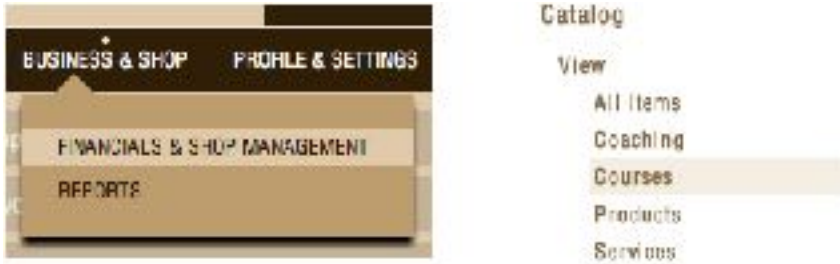 BUSINESS & SHOP PROFILE & SETTINGS
FINANCIALS & SHOP MANAGEMENT
REPORTS
Catalog
View
All Items
Coaching
Courses
Products
Services